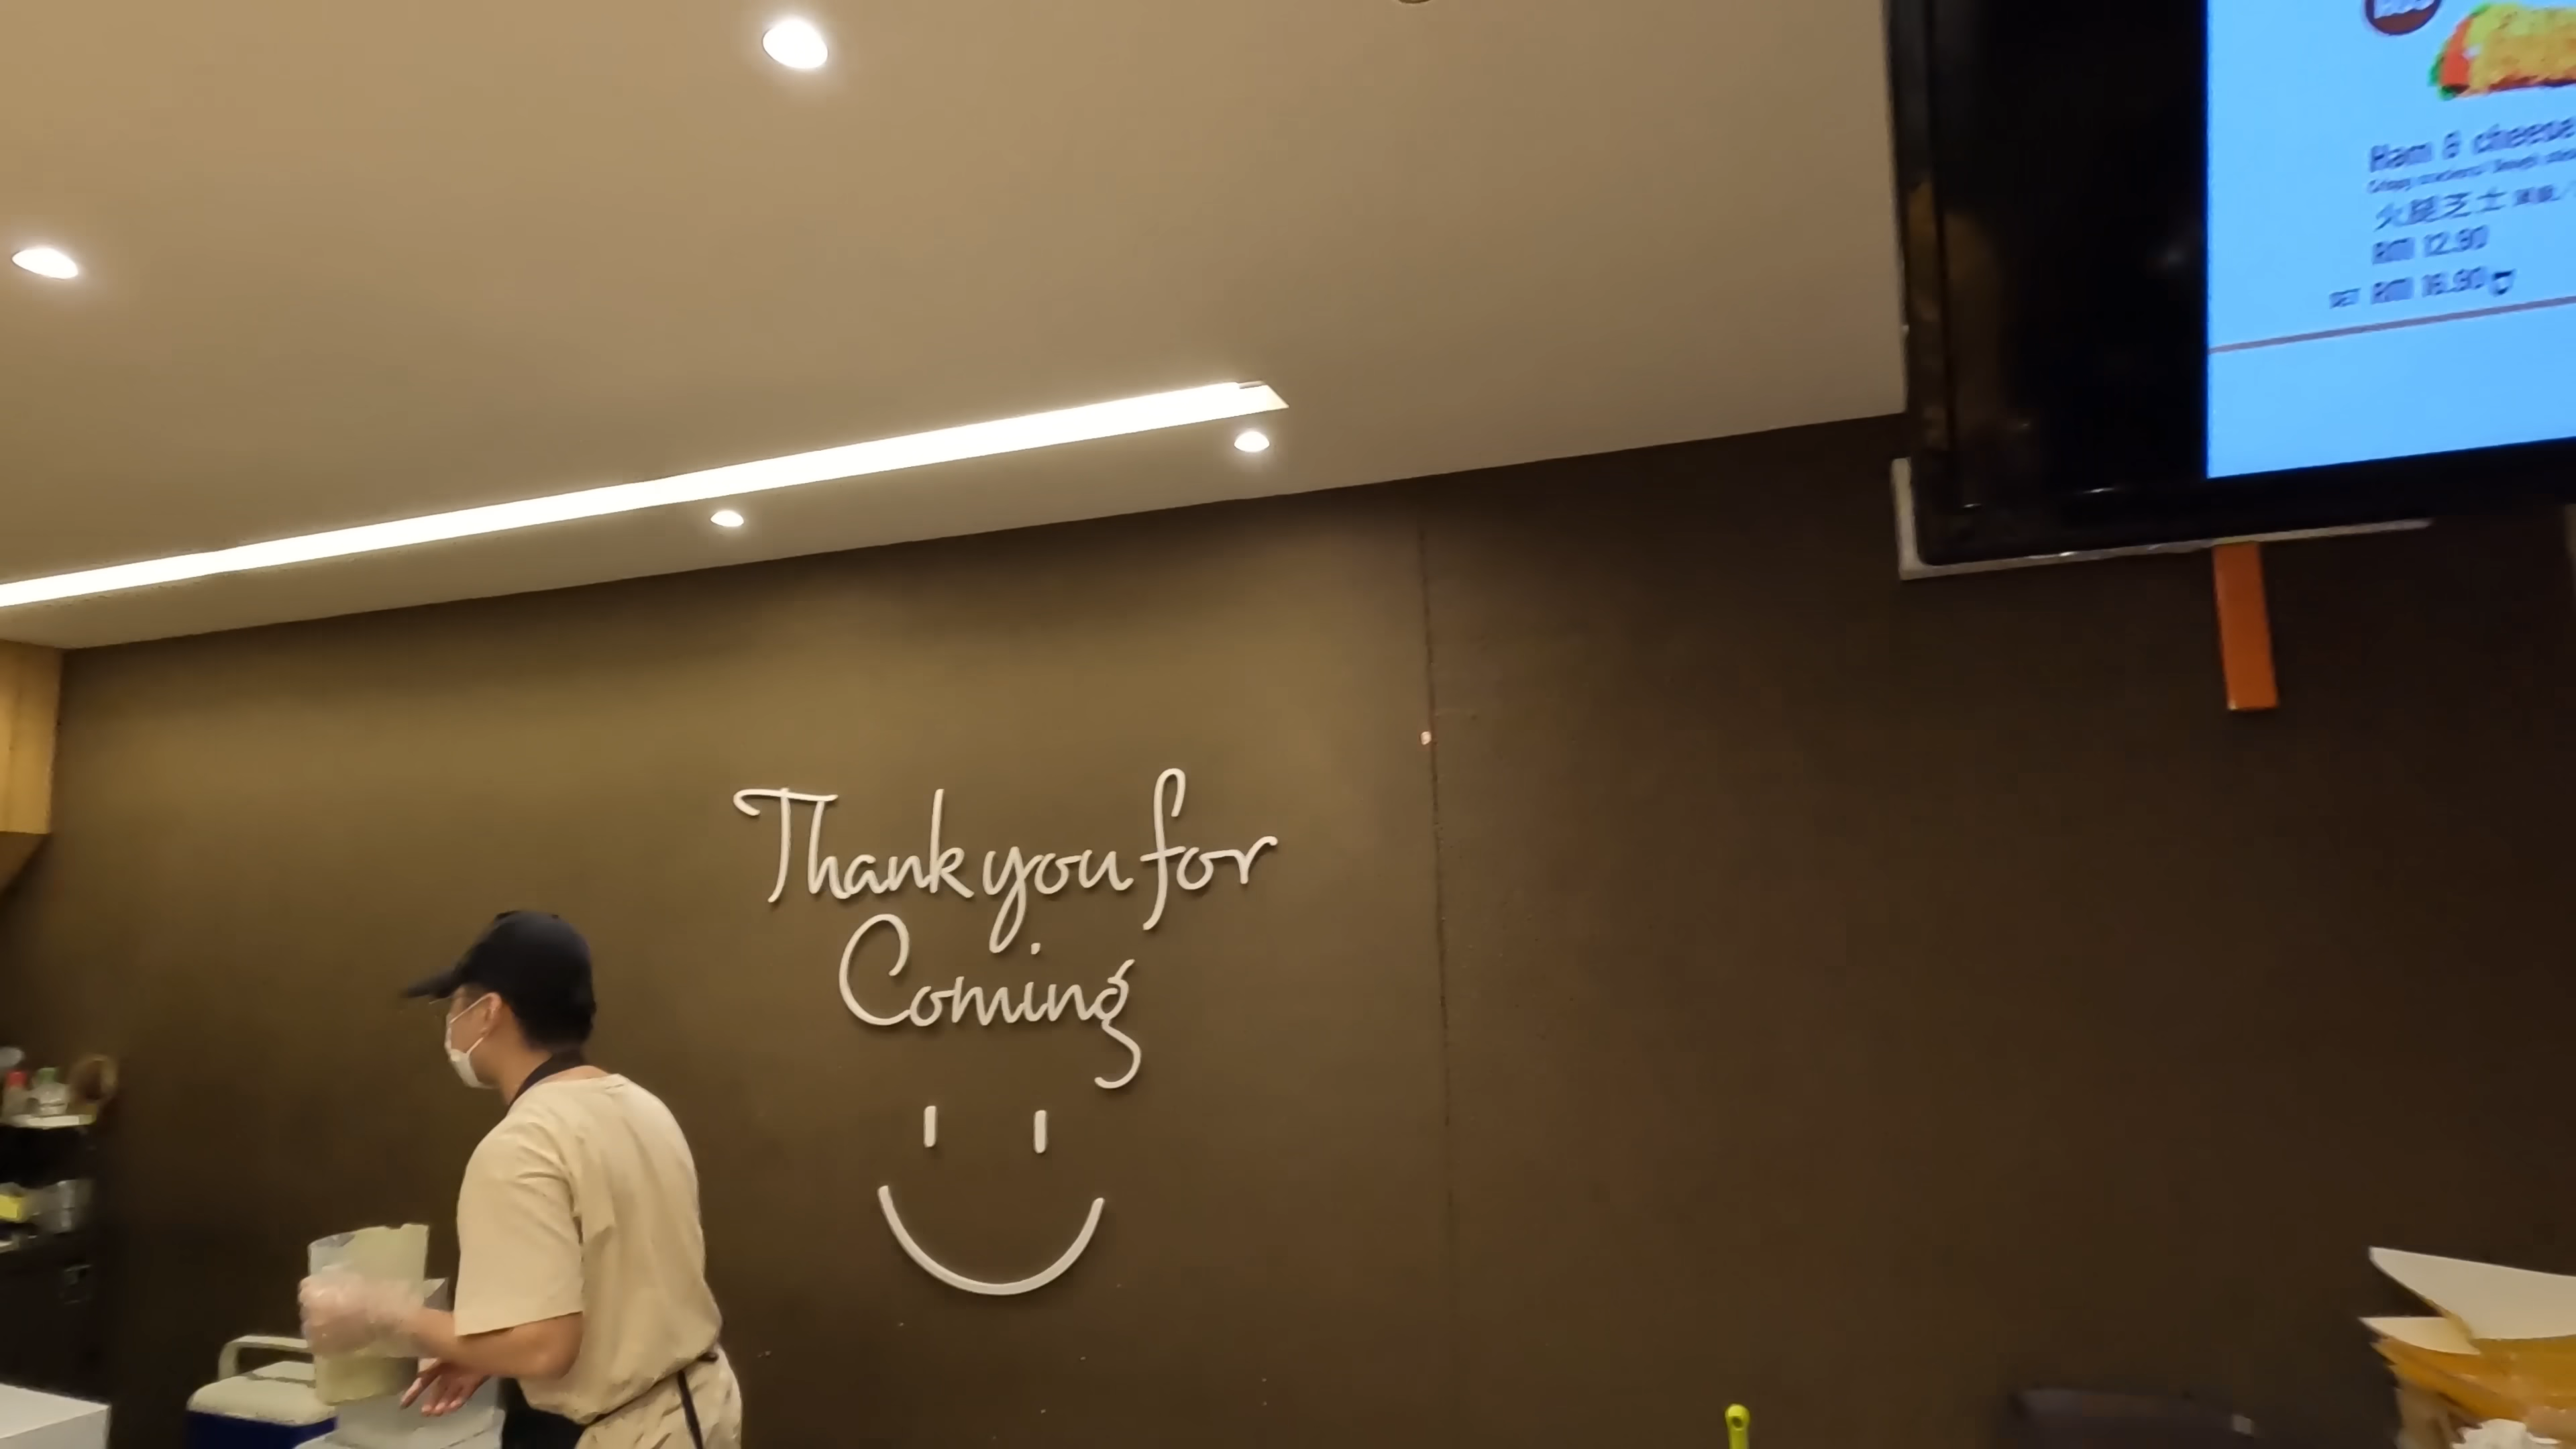 Thank you for
Coming
Ham & cheese
火腿芝士
RM 12.90
SET RM 16.90